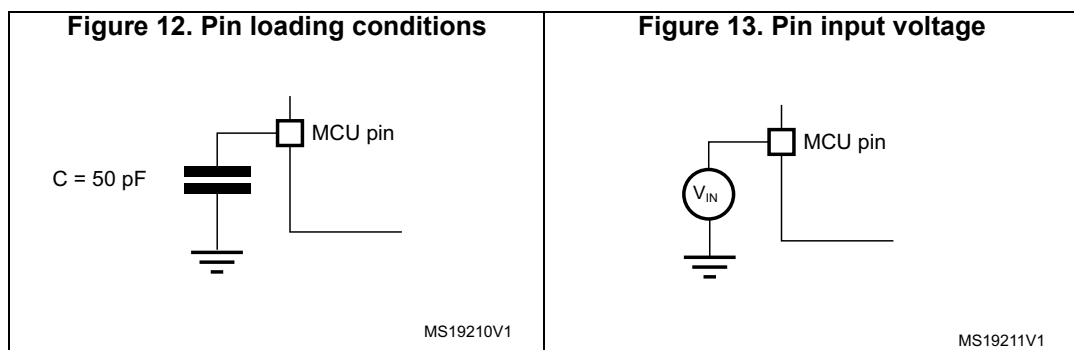 Figure 12. Pin loading conditions
MCU pin
C = 50 pF
MS19210V1
Figure 13. Pin input voltage
MCU pin
VIN
MS19211V1